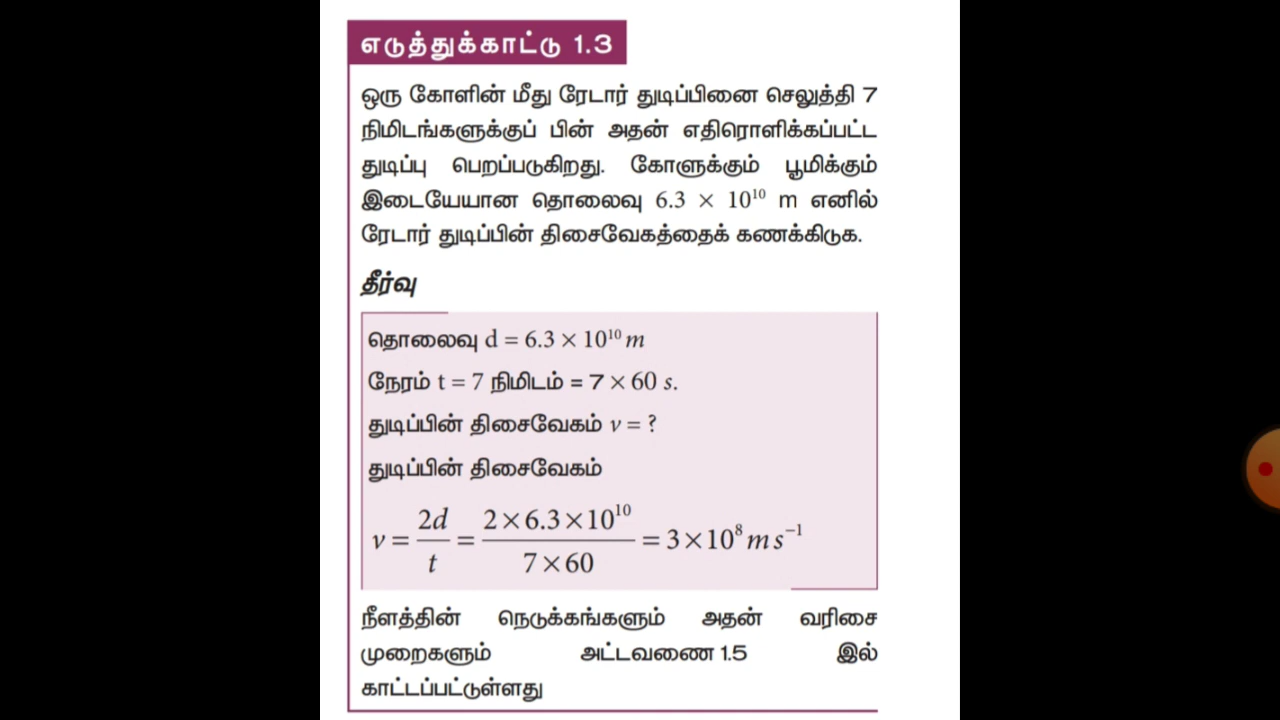 எடுத்துக்காட்டு 1.3
ஒரு கோளின் மீது ரேடார் துடிப்பினை செலுத்தி 7
நிமிடங்களுக்குப் பின் அதன் எதிரொளிக்கப்பட்ட
துடிப்பு பெறப்படுகிறது. கோளுக்கும் பூமிக்கும்
இடையேயான தொலைவு 6.3 × 10¹⁰ m எனில்
ரேடார் துடிப்பின் திசைவேகத்தைக் கணக்கிடுக.
தீர்வு
தொலைவு d = 6.3 × 10¹⁰ m
நேரம் t = 7 நிமிடம் = 7 × 60 s.
துடிப்பின் திசைவேகம் v = ?
துடிப்பின் திசைவேகம்
v = 2d/t = 2×6.3×10¹⁰/7×60 = 3×10⁸ m s⁻¹
நீளத்தின் நெடுக்கங்களும் அதன் வரிசை
முறைகளும் அட்டவணை 1.5 இல்
காட்டப்பட்டுள்ளது